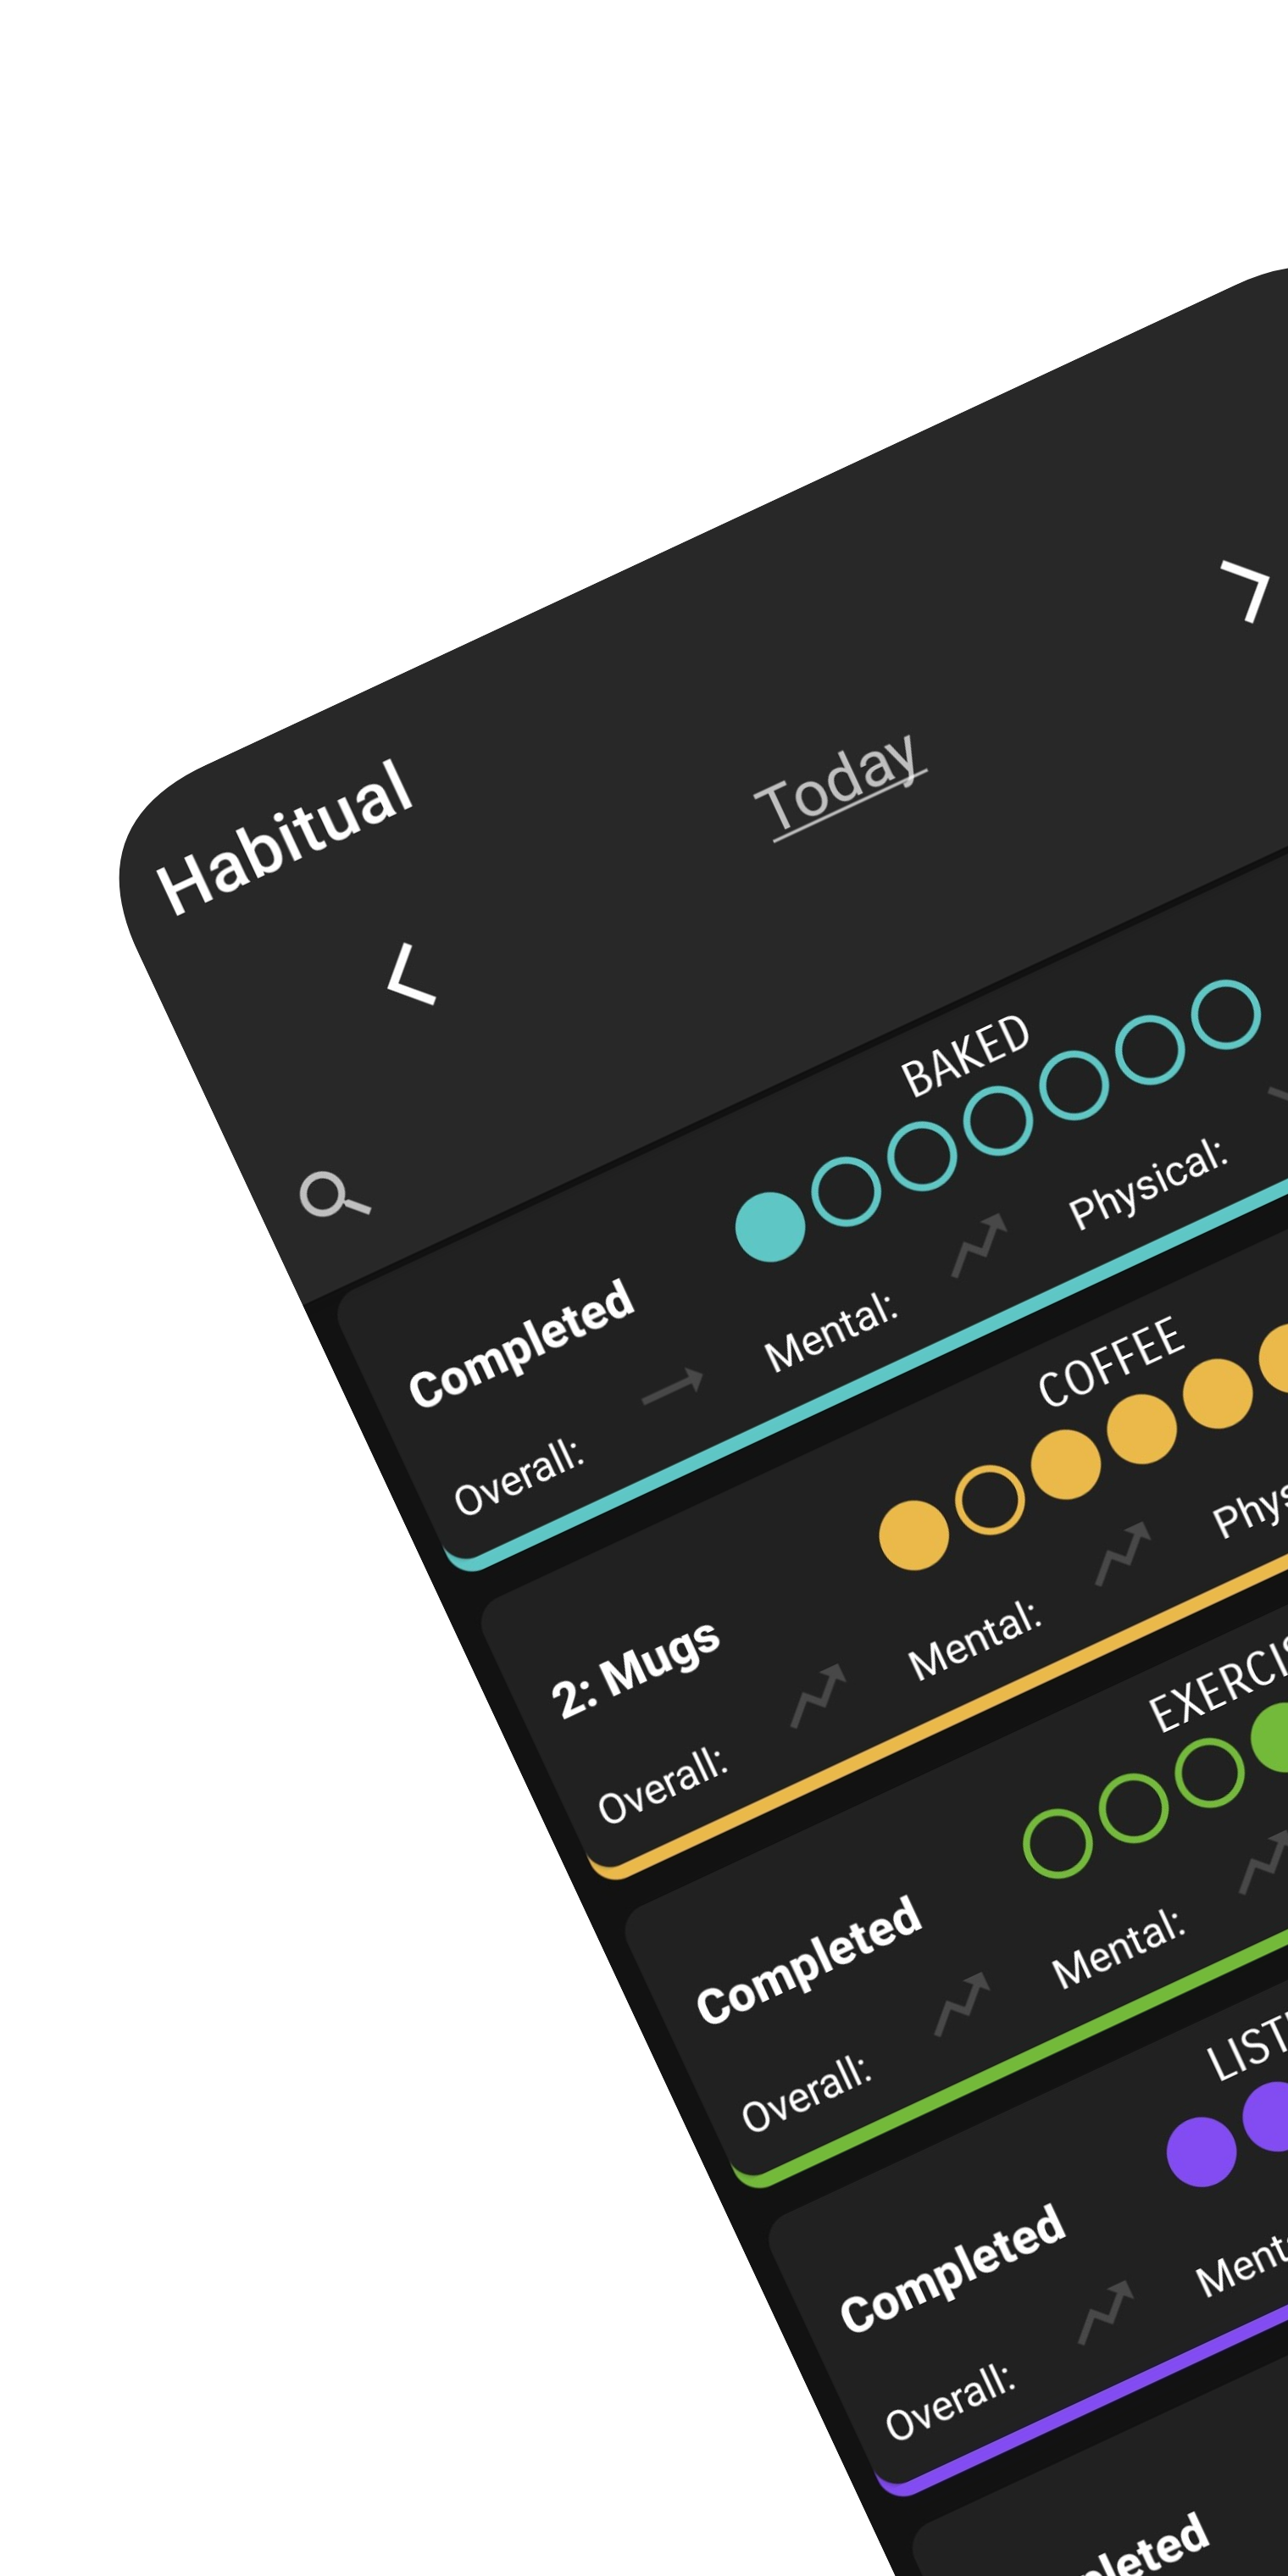 Habitual
Today
BAKED
Completed
Overall:
Mental:
Physical:
COFFEE
2: Mugs
Overall:
Mental:
Phys
EXERCIS
Completed
Overall:
Mental:
LIST
Completed
Overall:
Ment
leted